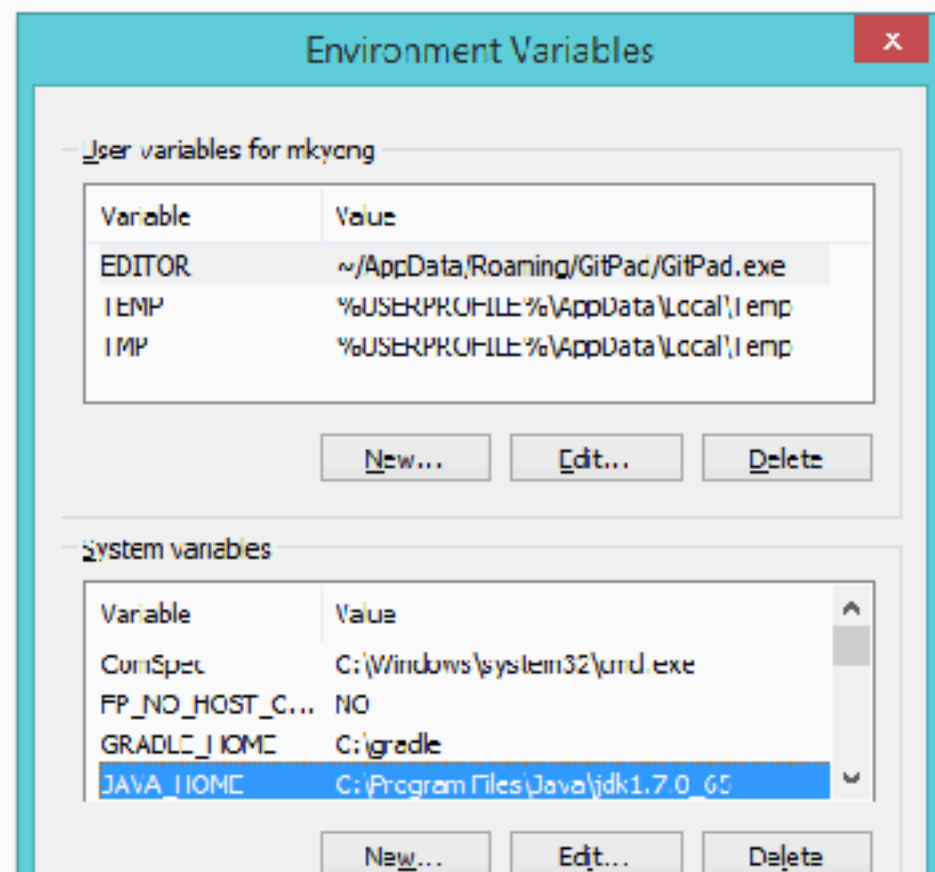 Environment Variables x
User variables for mkyong
Variable Value
EDITOR ~/AppData/Roaming/GitPad/GitPad.exe
TEMP %USERPROFILE%\AppData\Local\Temp
TMP %USERPROFILE%\AppData\Local\Temp
New... Edit... Delete
System variables
Variable Value
ComSpec C:\Windows\system32\cmd.exe
FP_NO_HOST_C... NO
GRADLE_HOME C:\gradle
JAVA_HOME C:\Program Files\Java\jdk1.7.0_65
New... Edit... Delete